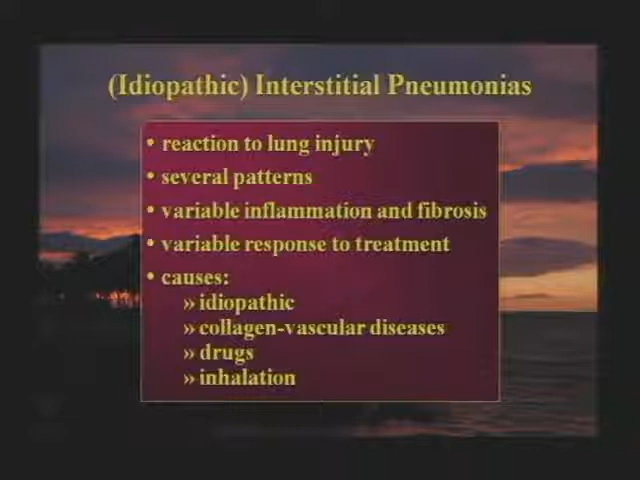 (Idiopathic) Interstitial Pneumonias
• reaction to lung injury
• several patterns
• variable inflammation and fibrosis
• variable response to treatment
• causes:
» idiopathic
» collagen-vascular diseases
» drugs
» inhalation